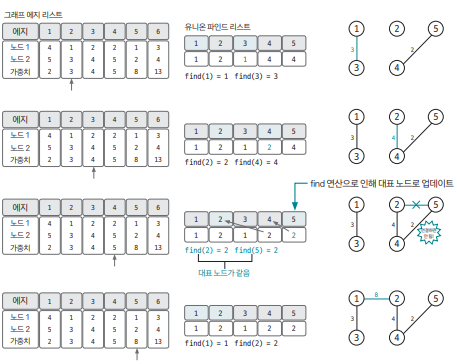 그래프 에지 리스트
에지 1 2 3 4 5 6
노드 1 4 1 2 2 1 3
노드 2 5 3 4 5 2 4
가중치 2 3 4 5 8 13
유니온 파인드 리스트
1 2 3 4 5
1 2 1 4 4
find(1) = 1 find(3) = 3
1 2 5
3 2
3 4
에지 1 2 3 4 5 6
노드 1 4 1 2 2 1 3
노드 2 5 3 4 5 2 4
가중치 2 3 4 5 8 13
1 2 3 4 5
1 2 1 2 4
find(2) = 2 find(4) = 4
1 2 5
3 4 2
3 4
find 연산으로 인해 대표 노드로 업데이트
에지 1 2 3 4 5 6
노드 1 4 1 2 2 1 3
노드 2 5 3 4 5 2 4
가중치 2 3 4 5 8 13
1 2 3 4 5
1 2 1 2 2
find(2) = 2 find(5) = 2
대표 노드가 같음
1 2 5
3 4 2
3 4
에지 1 2 3 4 5 6
노드 1 4 1 2 2 1 3
노드 2 5 3 4 5 2 4
가중치 2 3 4 5 8 13
1 2 3 4 5
1 2 1 2 2
find(1) = 1 find(2) = 2
1 8 2 5
3 4 2
3 4